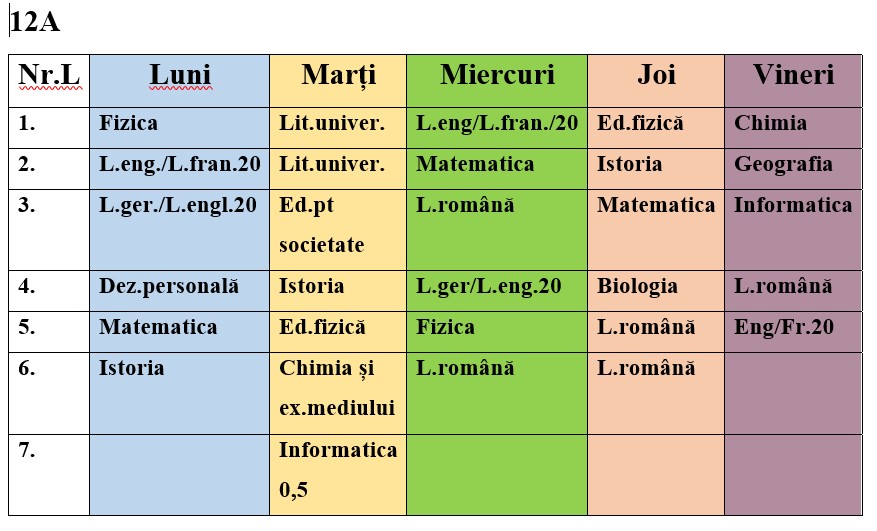 12A
Nr.L Luni Marți Miercuri Joi Vineri
1. Fizica Lit.univer. L.eng/L.fran./20 Ed.fizică Chimia
2. L.eng./L.fran.20 Lit.univer. Matematica Istoria Geografia
3. L.ger./L.engl.20 Ed.pt L.română Matematica Informatica
societate
4. Dez.personală Istoria L.ger/L.eng.20 Biologia L.română
5. Matematica Ed.fizică Fizica L.română Eng/Fr.20
6. Istoria Chimia și L.română L.română
ex.mediului
7. Informatica
0,5